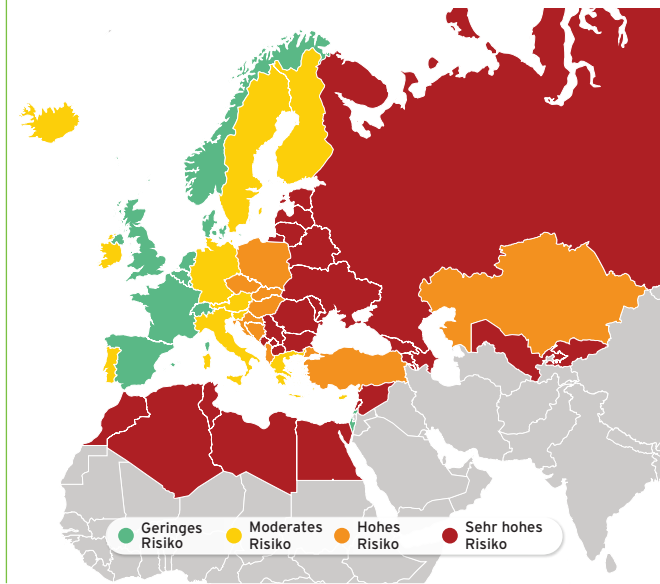 Geringes
Risiko
Moderates
Risiko
Hohes
Risiko
Sehr hohes
Risiko